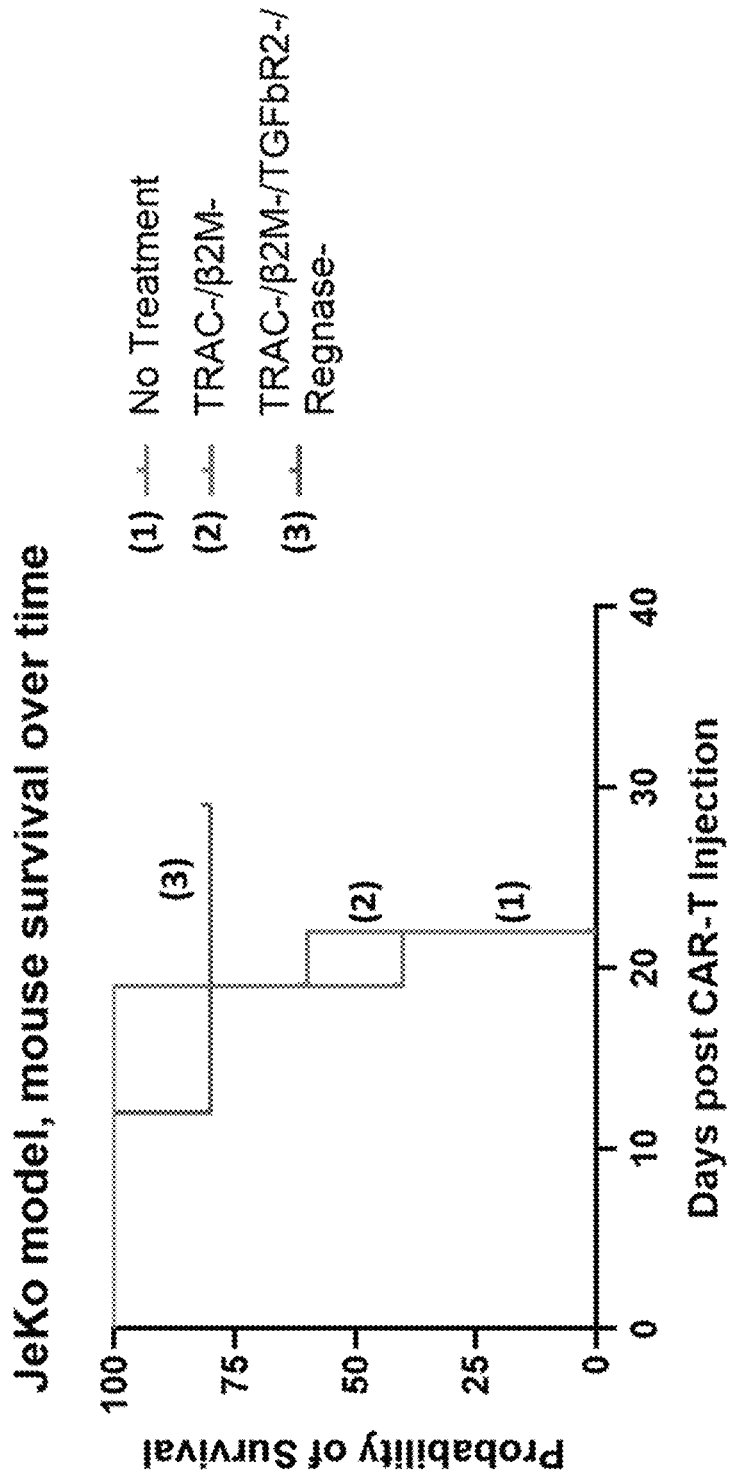 JeKo model, mouse survival over time
Probability of Survival
100
75
50
25
0
0
10
20
30
40
Days post CAR-T Injection
(3)
(2)
(1)
(1) No Treatment
(2) TRAC-/β2M-
(3) TRAC-/β2M-/TGFbR2-/
Regnase-